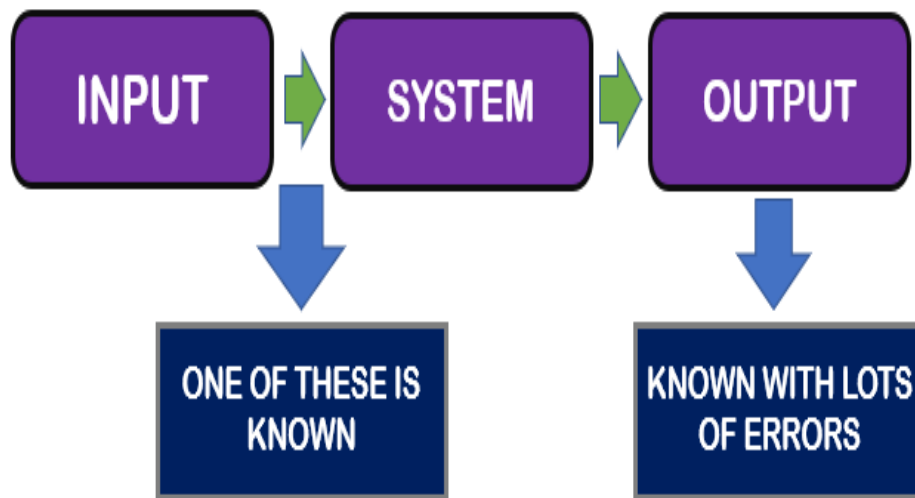 INPUT
SYSTEM
OUTPUT
ONE OF THESE IS
KNOWN
KNOWN WITH LOTS
OF ERRORS